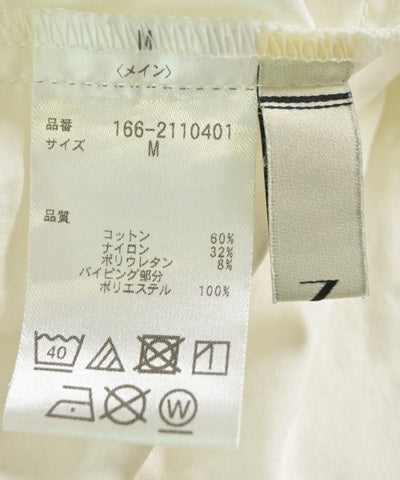 M
〈メイン〉
品番 166-2110401
サイズ M
品質
コットン 60%
ナイロン 32%
ポリウレタン 8%
パイピング部分
ポリエステル 100%
40
W